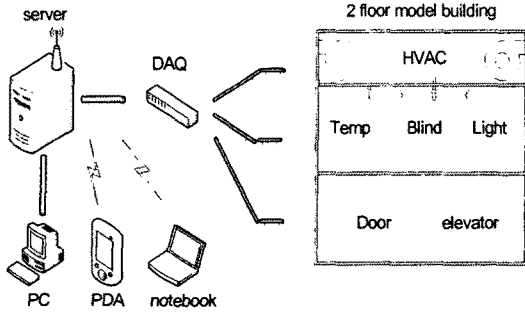 server
2 floor model building
DAQ
HVAC
Temp Blind Light
Door elevator
PC PDA notebook